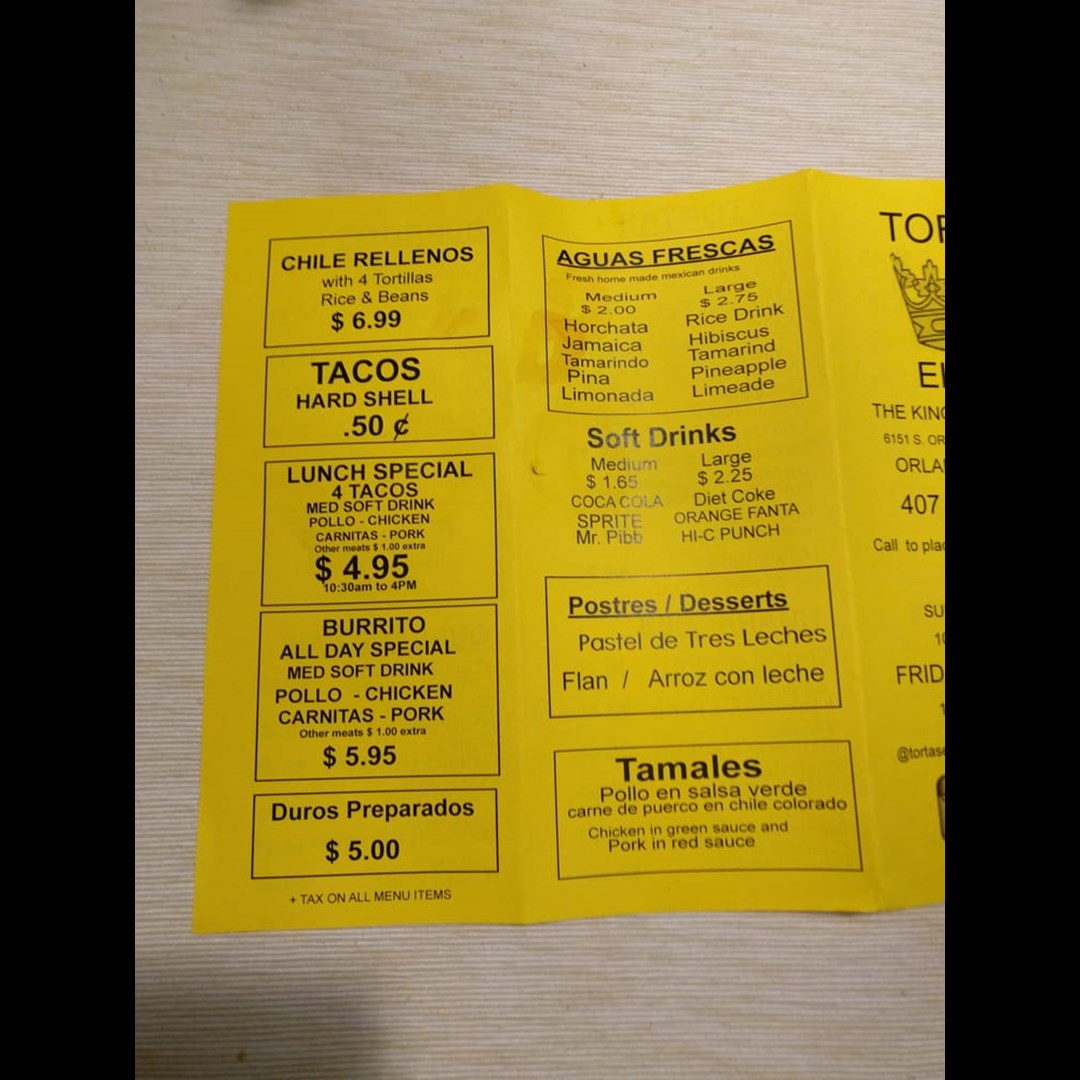 CHILE RELLENOS
with 4 Tortillas
Rice & Beans
$ 6.99
TACOS
HARD SHELL
.50 ¢
LUNCH SPECIAL
4 TACOS
MED SOFT DRINK
POLLO - CHICKEN
CARNITAS - PORK
Other meats $ 1.00 extra
$ 4.95
10:30am to 4PM
BURRITO
ALL DAY SPECIAL
MED SOFT DRINK
POLLO - CHICKEN
CARNITAS - PORK
Other meats $ 1.00 extra
$ 5.95
Duros Preparados
$ 5.00
+ TAX ON ALL MENU ITEMS
AGUAS FRESCAS
Fresh home made mexican drinks
Medium Large
$ 2.00 $ 2.75
Horchata Rice Drink
Jamaica Hibiscus
Tamarindo Tamarind
Pina Pineapple
Limonada Limeade
Soft Drinks
Medium Large
$ 1.65 $ 2.25
COCA COLA Diet Coke
SPRITE ORANGE FANTA
Mr. Pibb HI-C PUNCH
Postres / Desserts
Pastel de Tres Leches
Flan / Arroz con leche
Tamales
Pollo en salsa verde
carne de puerco en chile colorado
Chicken in green sauce and
Pork in red sauce
THE
6151 S.
407
Call to